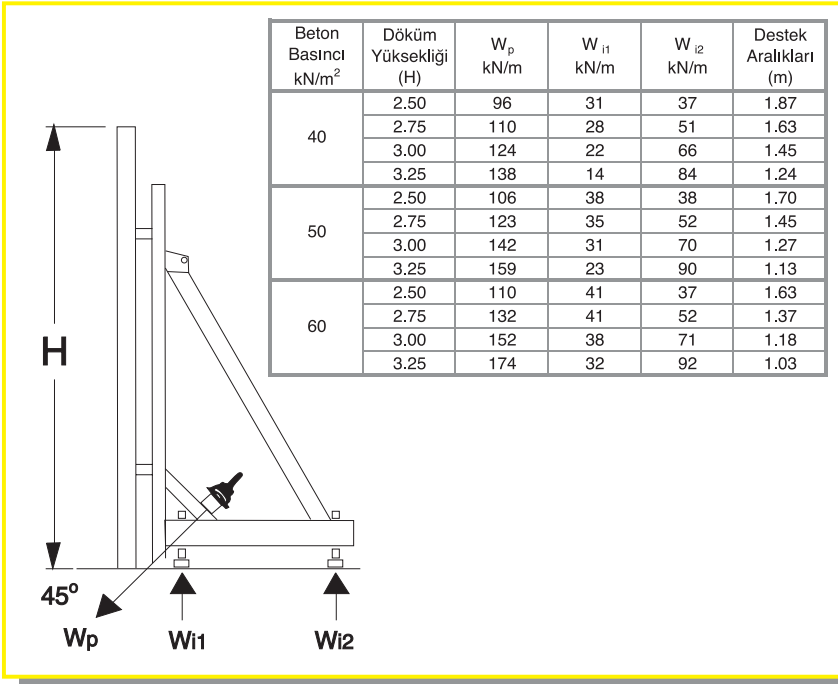 Beton Basıncı kN/m² | Döküm Yüksekliği (H) | Wp kN/m | W i1 kN/m | W i2 kN/m | Destek Aralıkları (m)
40 | 2.50 | 96 | 31 | 37 | 1.87
2.75 | 110 | 28 | 51 | 1.63
3.00 | 124 | 22 | 66 | 1.45
3.25 | 138 | 14 | 84 | 1.24
50 | 2.50 | 106 | 38 | 38 | 1.70
2.75 | 123 | 35 | 52 | 1.45
3.00 | 142 | 31 | 70 | 1.27
3.25 | 159 | 23 | 90 | 1.13
60 | 2.50 | 110 | 41 | 37 | 1.63
2.75 | 132 | 41 | 52 | 1.37
3.00 | 152 | 38 | 71 | 1.18
3.25 | 174 | 32 | 92 | 1.03
H
45°
Wp
Wi1
Wi2